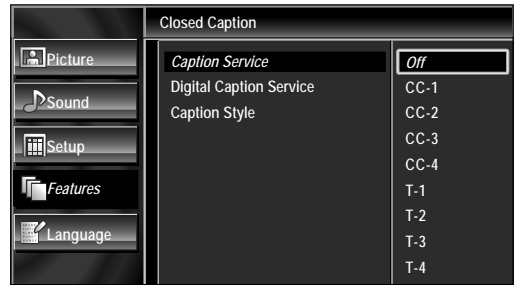 Closed Caption
Picture
Sound
Setup
Features
Language
Caption Service
Digital Caption Service
Caption Style
Off
CC-1
CC-2
CC-3
CC-4
T-1
T-2
T-3
T-4